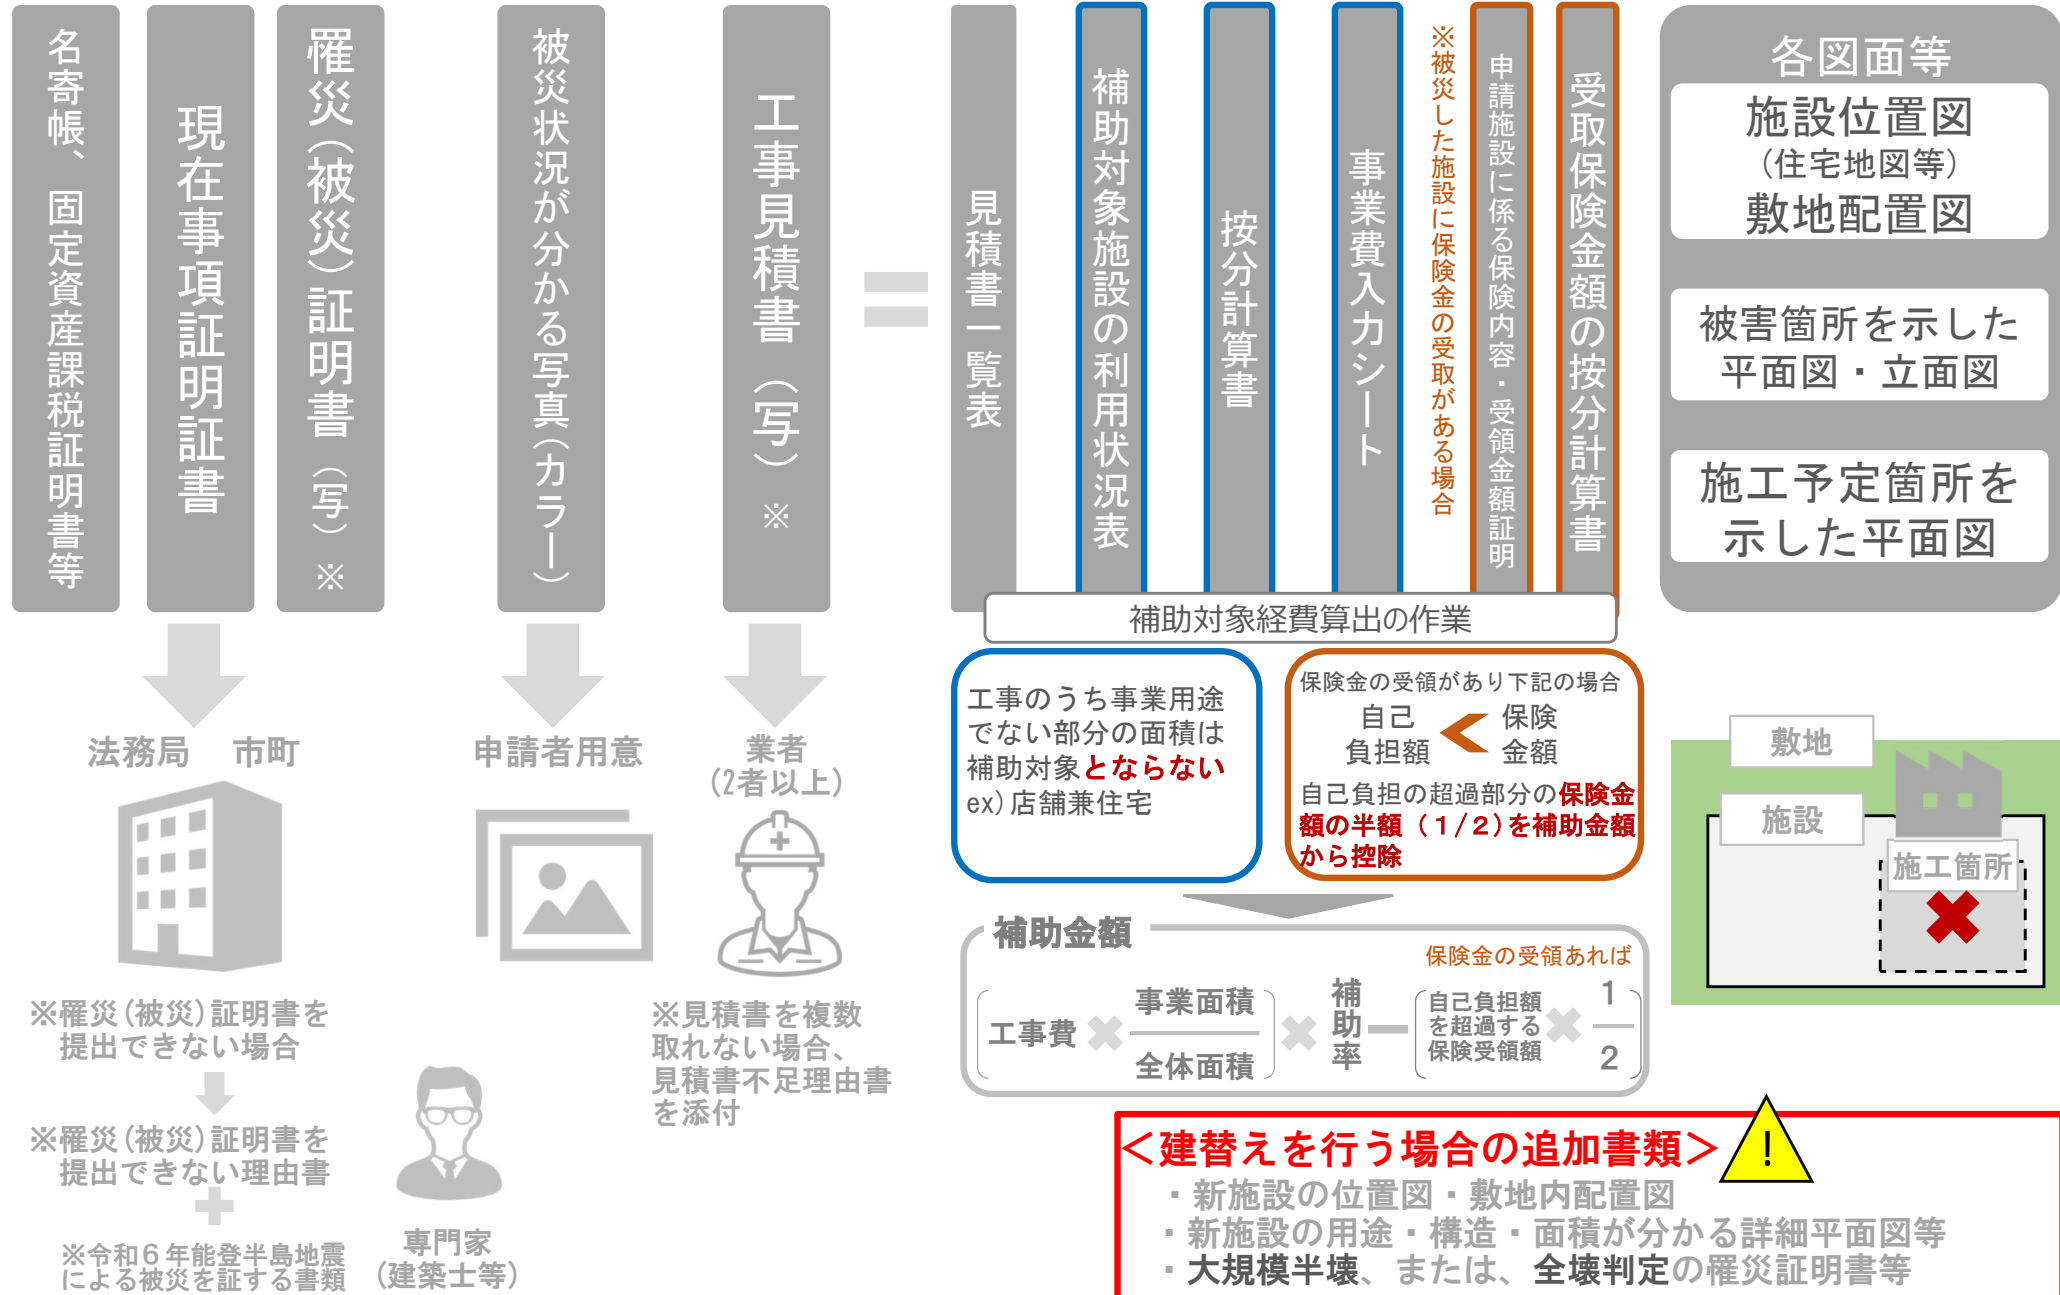 名寄帳、固定資産課税証明書等
現在事項証明証書
罹災(被災)証明書(写)※
被災状況が分かる写真(カラー)
工事見積書(写)※
見積書一覧表
補助対象施設の利用状況表
按分計算書
事業費入力シート
※被災した施設に保険金の受取がある場合
申請施設に係る保険内容・受領金額証明
受取保険金額の按分計算書
各図面等
施設位置図
(住宅地図等)
敷地配置図
被害箇所を示した
平面図・立面図
施工予定箇所を
示した平面図
補助対象経費算出の作業
法務局 市町
申請者用意
業者
(2者以上)
工事のうち事業用途
でない部分の面積は
補助対象とならない
ex)店舗兼住宅
保険金の受領があり下記の場合
自己
負担額
保険
金額
自己負担の超過部分の保険金
額の半額(1/2)を補助金額
から控除
敷地
施設
施工箇所
補助金額
保険金の受領あれば
工事費
事業面積
全体面積
補助率
自己負担額
を超過する
保険受領額
1
2
※罹災(被災)証明書を
提出できない場合
※罹災(被災)証明書を
提出できない理由書
※令和6年能登半島地震
による被災を証する書類
専門家
(建築士等)
※見積書を複数
取れない場合、
見積書不足理由書
を添付
<建替えを行う場合の追加書類>
!
・新施設の位置図・敷地内配置図
・新施設の用途・構造・面積が分かる詳細平面図等
・大規模半壊、または、全壊判定の罹災証明書等